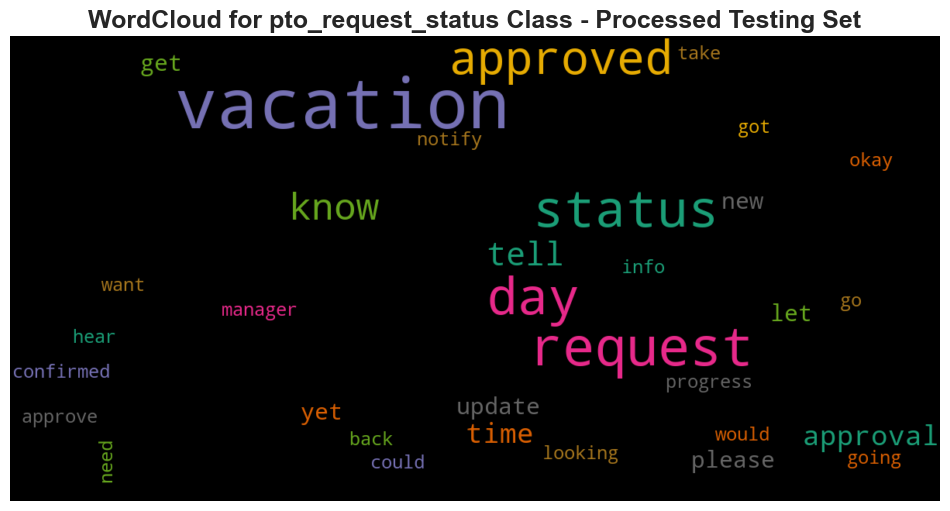 WordCloud for pto_request_status Class - Processed Testing Set
approved take
get
vacation
got
notify
okay
know
status new
tell
info
want
day
go
manager
let
hear
request
confirmed
progress
update
yet
approve
time
would
approval
back
need
looking
could
please
going